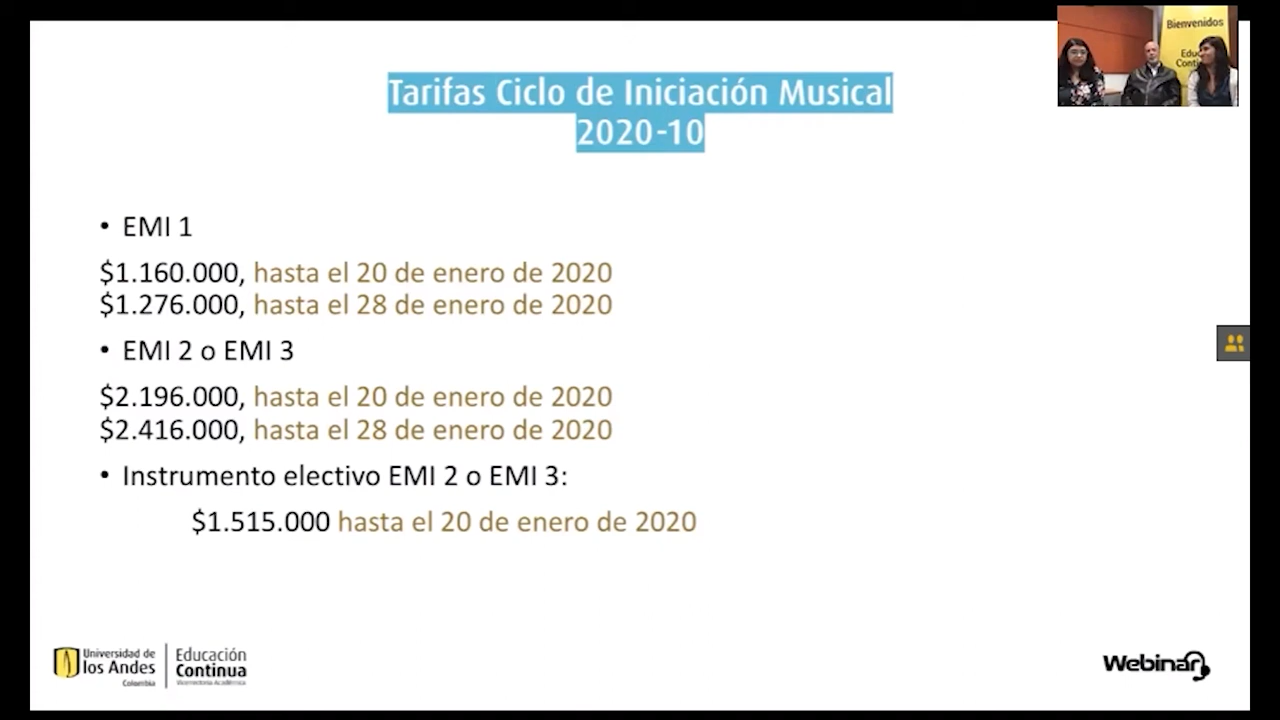 Bienvenidos
Tarifas Ciclo de Iniciación Musical
2020-10
• EMI 1
$1.160.000, hasta el 20 de enero de 2020
$1.276.000, hasta el 28 de enero de 2020
• EMI 2 o EMI 3
$2.196.000, hasta el 20 de enero de 2020
$2.416.000, hasta el 28 de enero de 2020
• Instrumento electivo EMI 2 o EMI 3:
$1.515.000 hasta el 20 de enero de 2020
Universidad de
los Andes
Colombia
Educación
Continua
Vicerrectoría Académica
Webinar